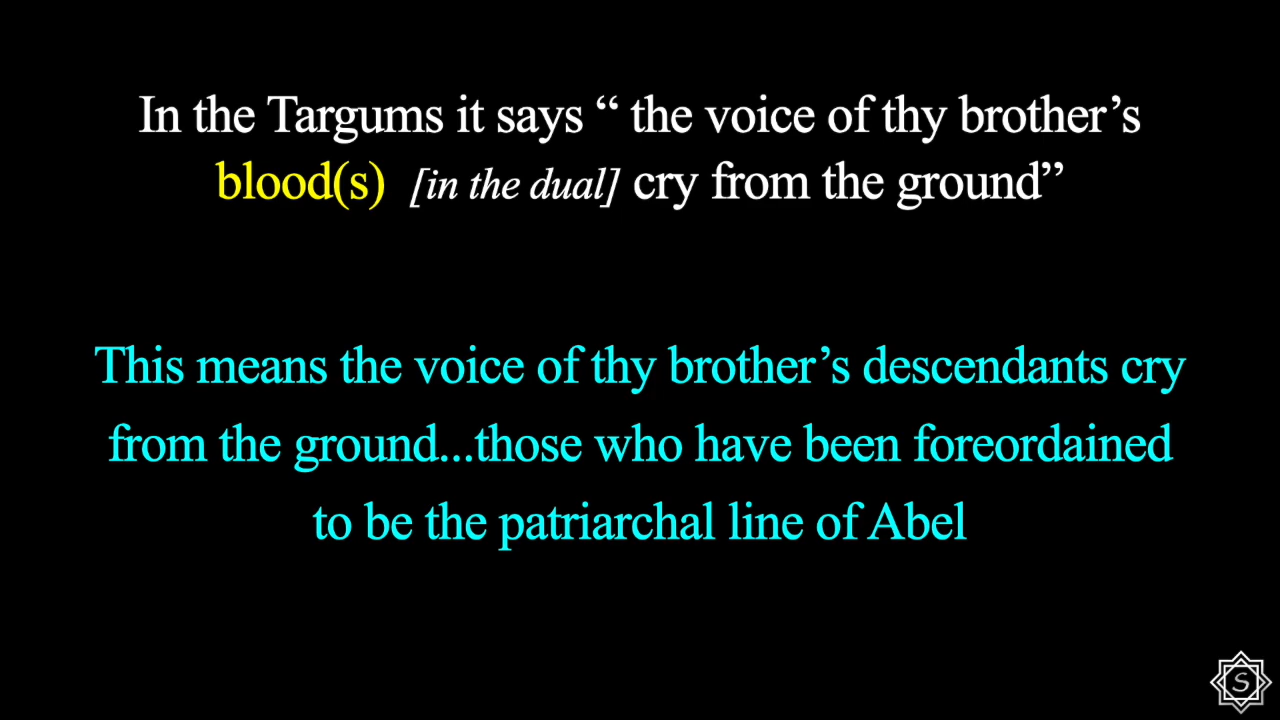 In the Targums it says “ the voice of thy brother’s
blood(s) [in the dual] cry from the ground”
This means the voice of thy brother’s descendants cry
from the ground...those who have been foreordained
to be the patriarchal line of Abel
S